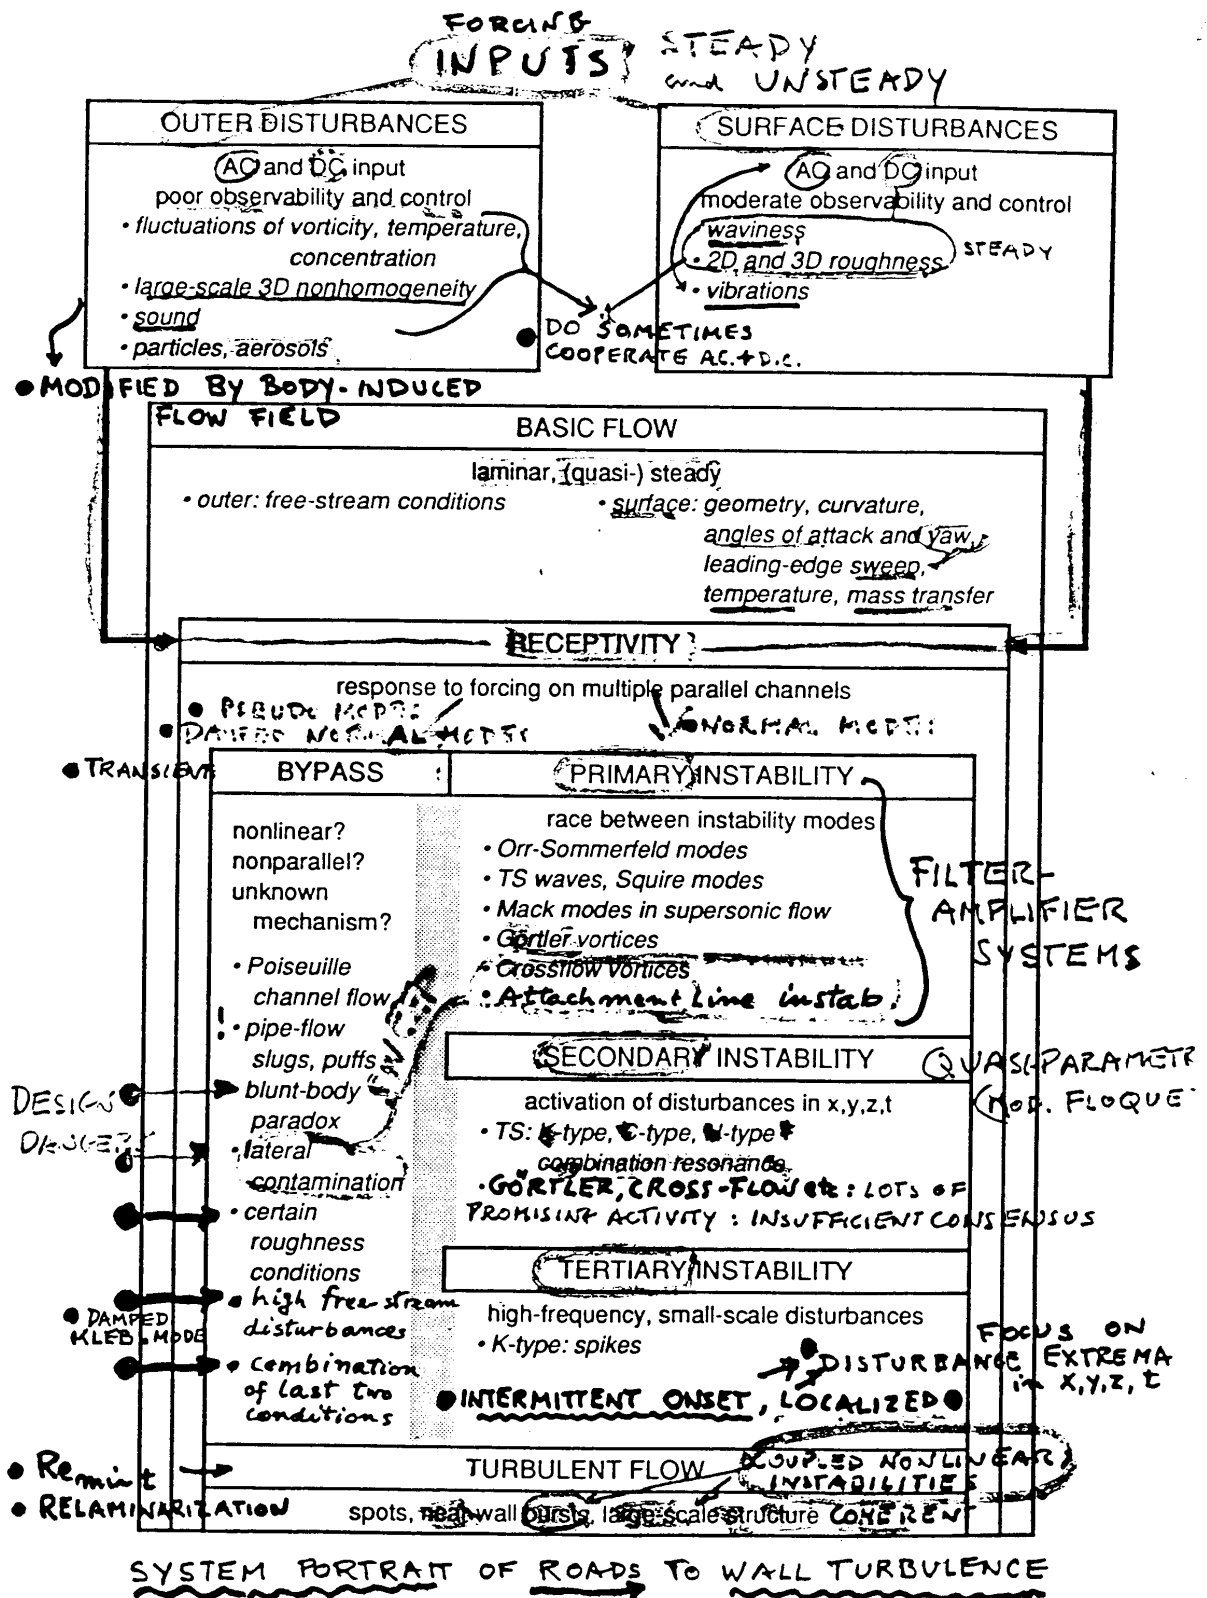 FORCING
INPUTS; STEADY
and UNSTEADY
OUTER DISTURBANCES
AC and DC input
poor observability and control
• fluctuations of vorticity, temperature,
concentration
• large-scale 3D nonhomogeneity
• sound
• particles, aerosols
SURFACE DISTURBANCES
AC and DC input
moderate observability and control
• waviness
• 2D and 3D roughness
• vibrations
STEADY
● DO SOMETIMES
COOPERATE AC. + D.C.
● MODIFIED BY BODY-INDUCED
FLOW FIELD
BASIC FLOW
laminar, (quasi-) steady
• outer: free-stream conditions
• surface: geometry, curvature,
angles of attack and yaw,
leading-edge sweep,
temperature, mass transfer
RECEPTIVITY
response to forcing on multiple parallel channels
● NORMAL MODES
● TRANSIENT
BYPASS
nonlinear?
nonparallel?
unknown
mechanism?
• Poiseuille
channel flow
! • pipe-flow
slugs, puffs
• blunt-body
paradox
• lateral
contamination
• certain
roughness
conditions
• high free stream
disturbances
• combination
of last two
conditions
DESIGN
● DAMPED
KLEB. MODE
PRIMARY INSTABILITY
race between instability modes
• Orr-Sommerfeld modes
• TS waves, Squire modes
• Mack modes in supersonic flow
• Görtler vortices
• Crossflow vortices
• Attachment Line instab.
FILTER-
AMPLIFIER
SYSTEMS
SECONDARY INSTABILITY
activation of disturbances in x,y,z,t
• TS: K-type, C-type, N-type
combination resonance
• GÖRTLER, CROSS-FLOW etc: LOTS OF
PROMISING ACTIVITY: INSUFFICIENT CONSENSUS
TERTIARY INSTABILITY
high-frequency, small-scale disturbances
• K-type: spikes
FOCUS ON
DISTURBANCE EXTREMA
in x,y,z,t
● INTERMITTENT ONSET, LOCALIZED ●
● Re min t
● RELAMINARIZATION
TURBULENT FLOW
COUPLED NONLINEAR
INSTABILITIES
spots, near-wall bursts, large-scale structure COHERENT
SYSTEM PORTRAIT OF ROADS TO WALL TURBULENCE